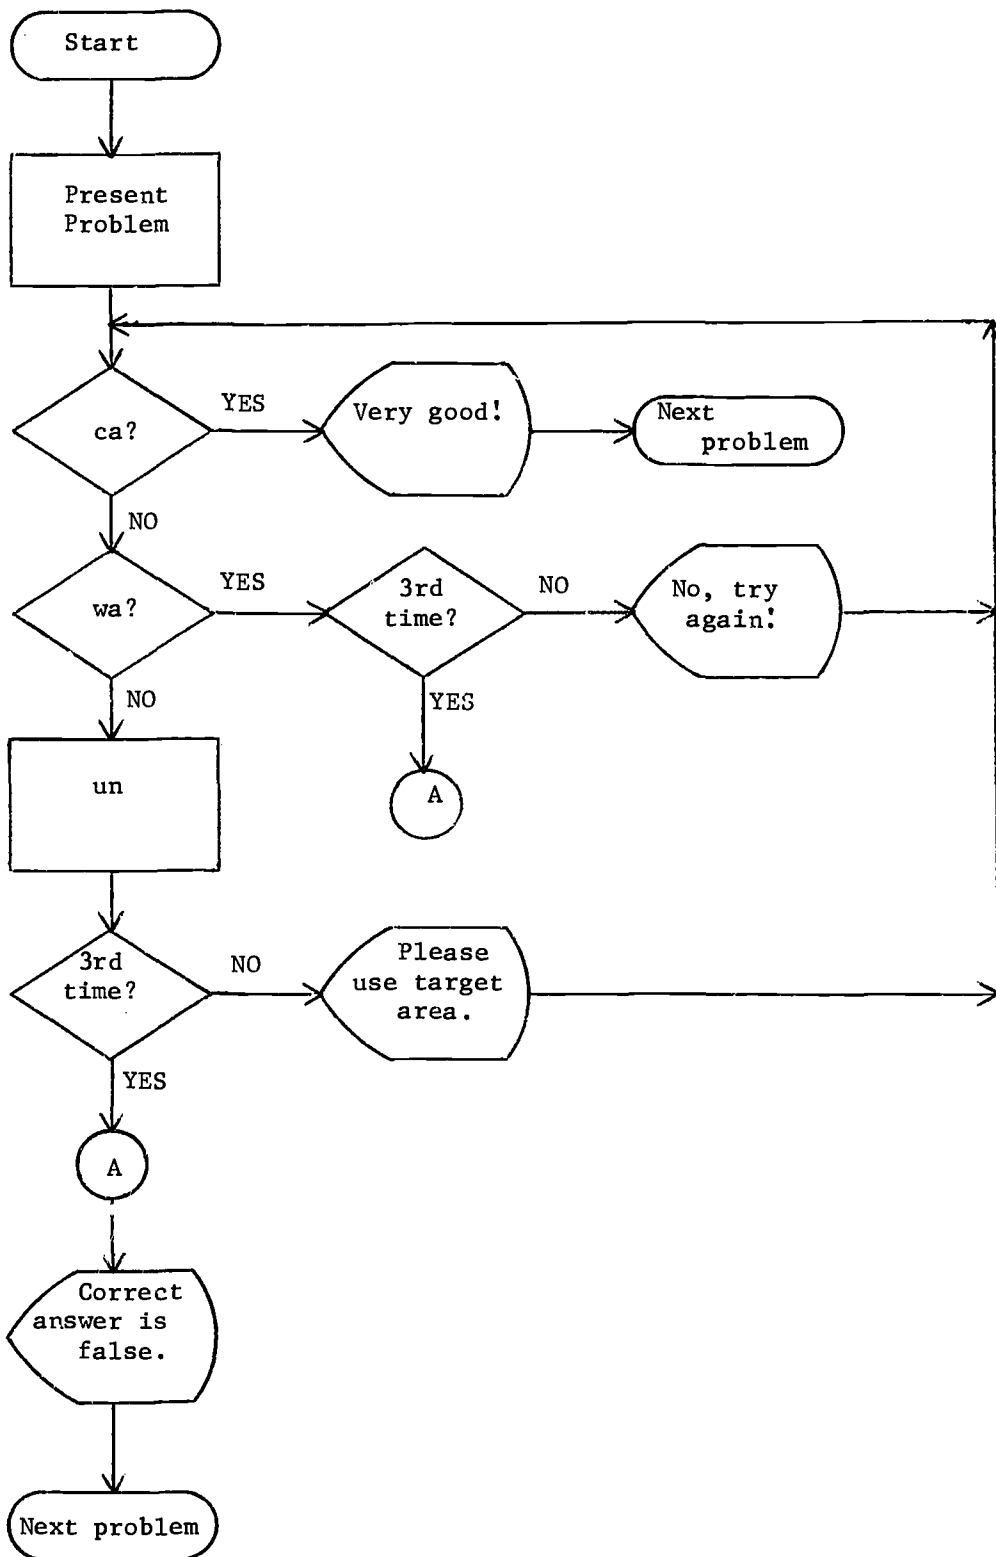 Start
Present
Problem
ca?
YES
Very good!
Next
problem
NO
wa?
YES
3rd
time?
NO
No, try
again!
NO
YES
un
A
3rd
time?
NO
Please
use target
area.
YES
A
Correct
answer is
false.
Next problem